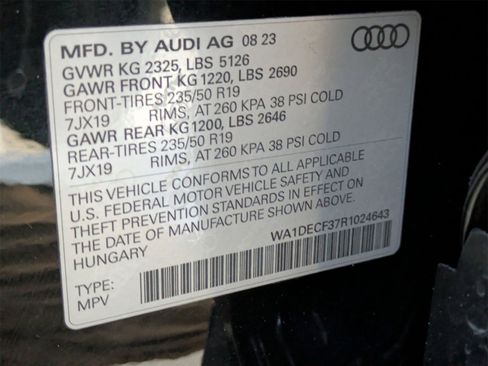 MFD. BY AUDI AG 08 23
GVWR KG 2325, LBS 5126
GAWR FRONT KG 1220, LBS 2690
FRONT-TIRES 235/50 R19
7JX19 RIMS, AT 260 KPA 38 PSI COLD
GAWR REAR KG 1200, LBS 2646
REAR-TIRES 235/50 R19
7JX19 RIMS, AT 260 KPA 38 PSI COLD
THIS VEHICLE CONFORMS TO ALL APPLICABLE
U.S. FEDERAL MOTOR VEHICLE SAFETY AND
THEFT PREVENTION STANDARDS IN EFFECT ON
THE DATE OF MANUFACTURE SHOWN ABOVE.
HUNGARY WA1DECF37R1024643
TYPE:
MPV